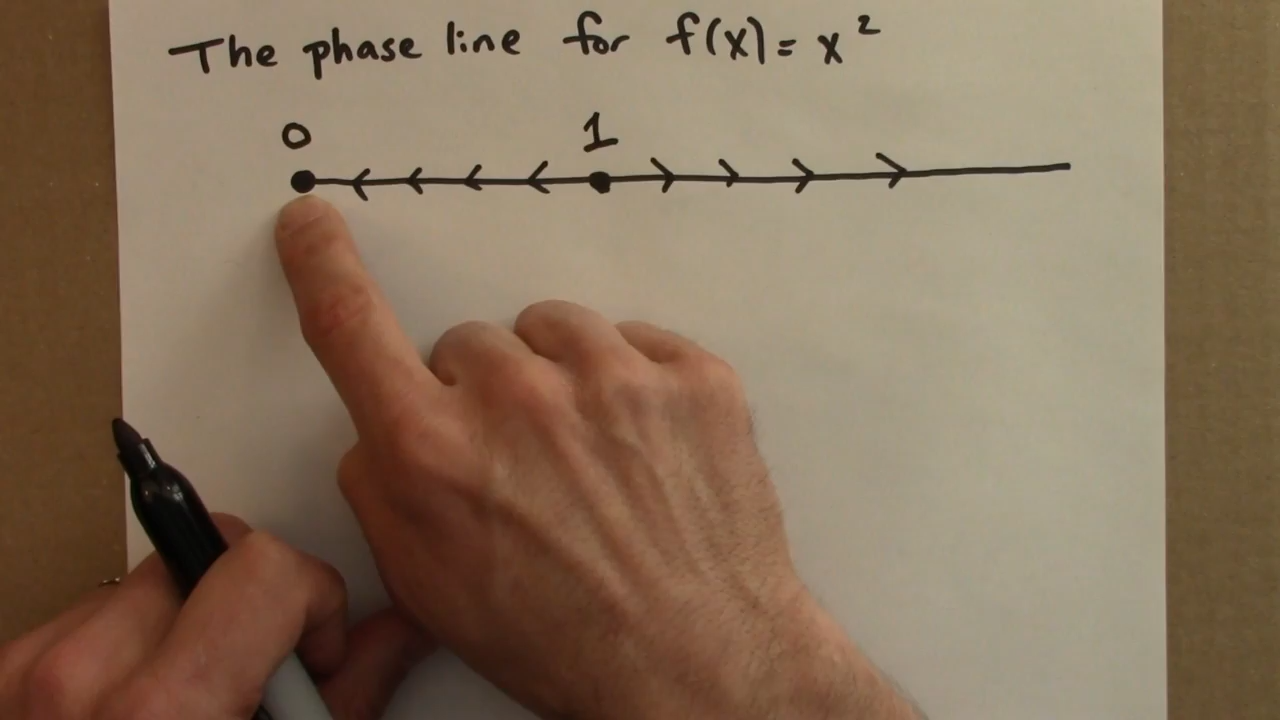 The phase line for f(x) = x²
0 1